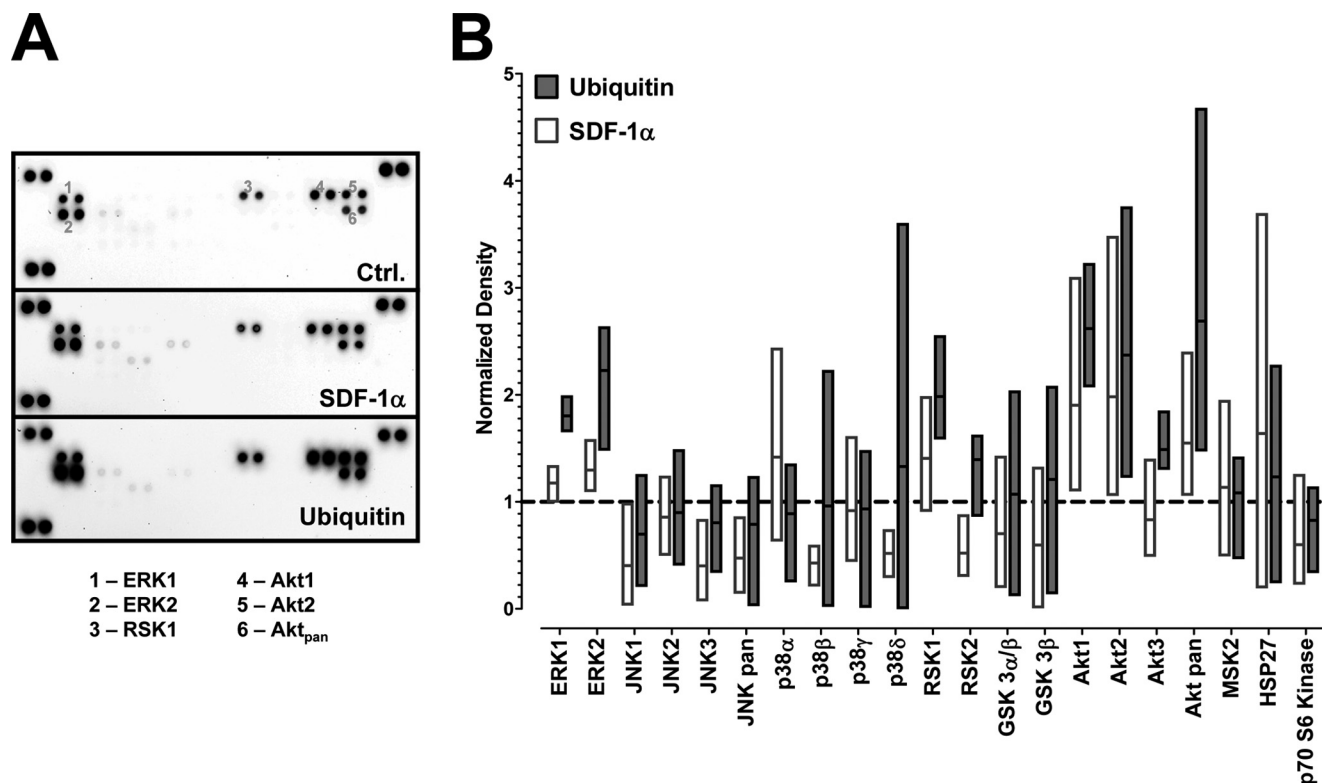 A
1
2
3
4
5
6
Ctrl.
SDF-1α
Ubiquitin
1 – ERK1
2 – ERK2
3 – RSK1
4 – Akt1
5 – Akt2
6 – Aktpan
B
Ubiquitin
SDF-1α
Normalized Density
5
4
3
2
1
0
ERK1
ERK2
JNK1
JNK2
JNK3
JNK pan
p38α
p38β
p38γ
p38δ
RSK1
RSK2
GSK 3α/β
GSK 3β
Akt1
Akt2
Akt3
Akt pan
MSK2
HSP27
p70 S6 Kinase